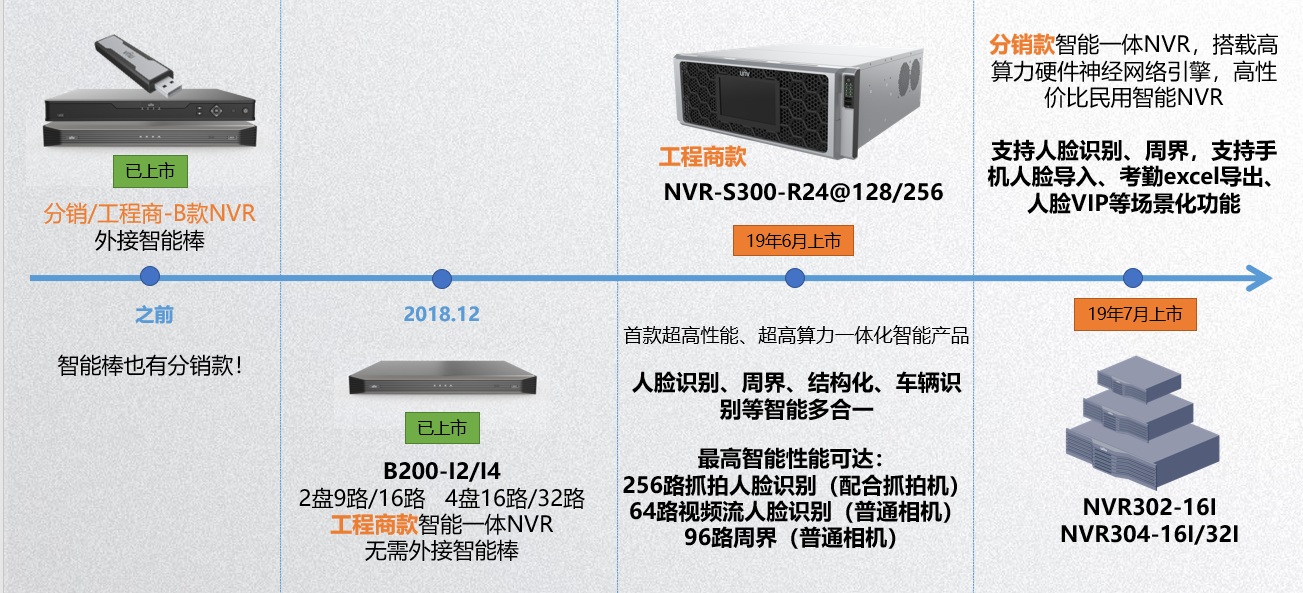 已上市
分销/工程商-B款NVR
外接智能棒
之前
智能棒也有分销款！
2018.12
已上市
B200-I2/I4
2盘9路/16路 4盘16路/32路
工程商款智能一体NVR
无需外接智能棒
unv
工程商款
NVR-S300-R24@128/256
19年6月上市
首款超高性能、超高算力一体化智能产品
人脸识别、周界、结构化、车辆识
别等智能多合一
最高智能性能可达：
256路抓拍人脸识别（配合抓拍机）
64路视频流人脸识别（普通相机）
96路周界（普通相机）
分销款智能一体NVR，搭载高
算力硬件神经网络引擎，高性
价比民用智能NVR
支持人脸识别、周界，支持手
机人脸导入、考勤excel导出、
人脸VIP等场景化功能
19年7月上市
NVR302-16I
NVR304-16I/32I